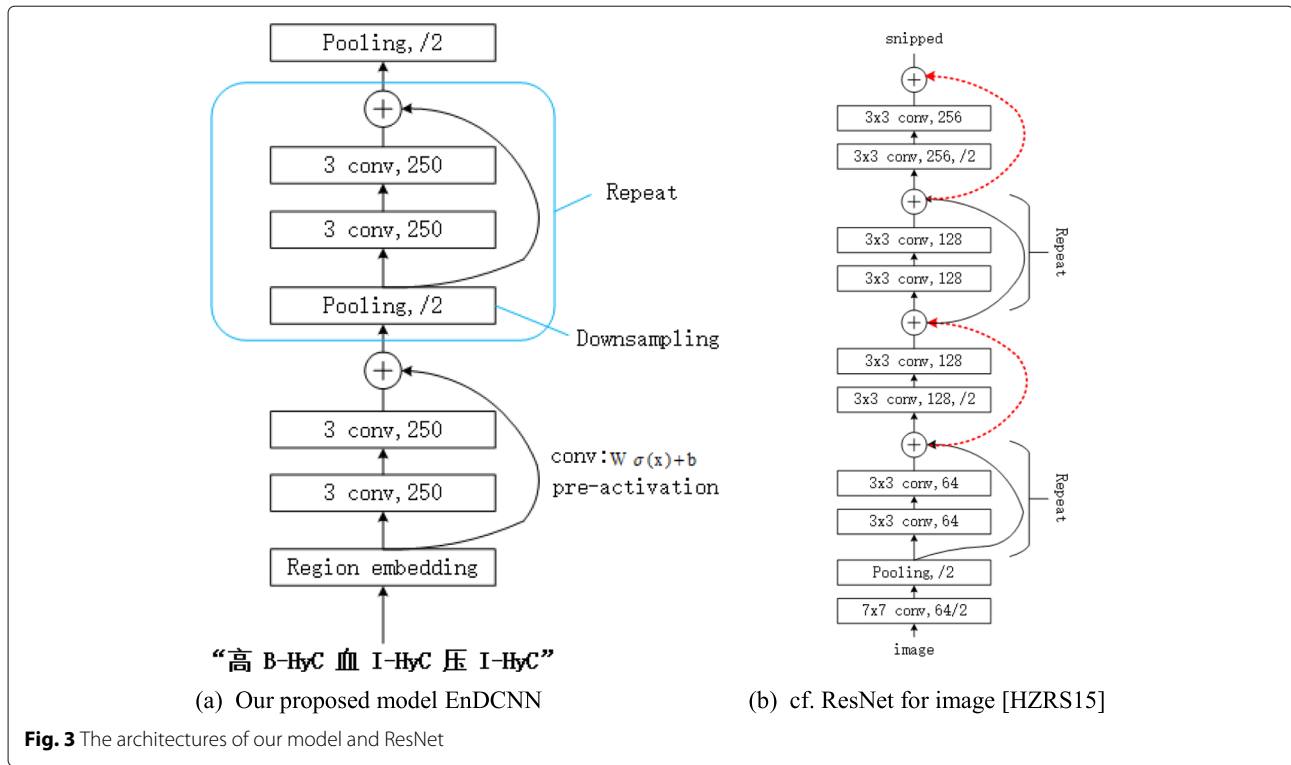 Pooling,/2
3 conv,250
3 conv,250
Repeat
Pooling,/2
Downsampling
3 conv,250
conv:W σ(x)+b
pre-activation
3 conv,250
Region embedding
“高 B-HyC 血 I-HyC 压 I-HyC”
(a) Our proposed model EnDCNN
snipped
3x3 conv,256
3x3 conv,256,/2
3x3 conv,128
Repeat
3x3 conv,128
3x3 conv,128
3x3 conv,128,/2
3x3 conv,64
Repeat
3x3 conv,64
Pooling,/2
7x7 conv,64/2
image
(b) cf. ResNet for image [HZRS15]
Fig. 3 The architectures of our model and ResNet